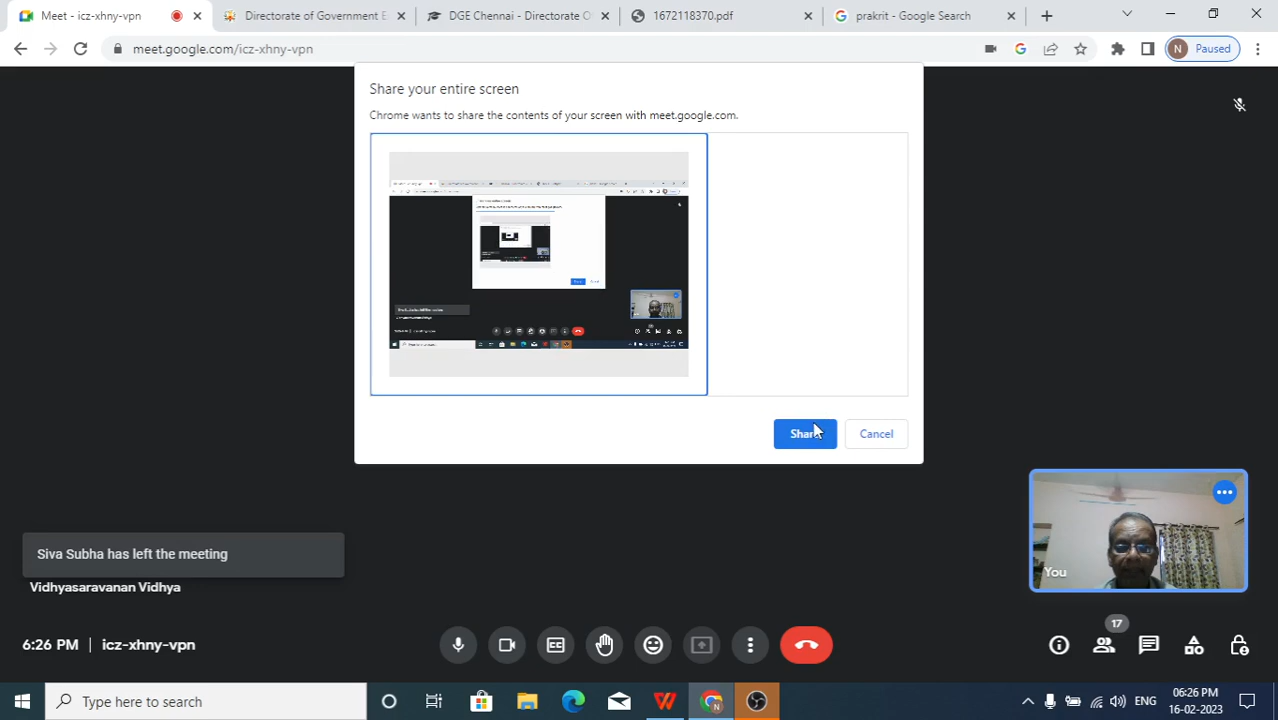 Meet - icz-xhny-vpn
Directorate of Government E
DGE Chennai - Directorate O
1672118370.pdf
prakrit - Google Search
meet.google.com/icz-xhny-vpn
N
Paused
Share your entire screen
Chrome wants to share the contents of your screen with meet.google.com.
Share
Cancel
Siva Subha has left the meeting
Vidhyasaravanan Vidhya
You
17
6:26 PM | icz-xhny-vpn
Type here to search
ENG
06:26 PM
16-02-2023